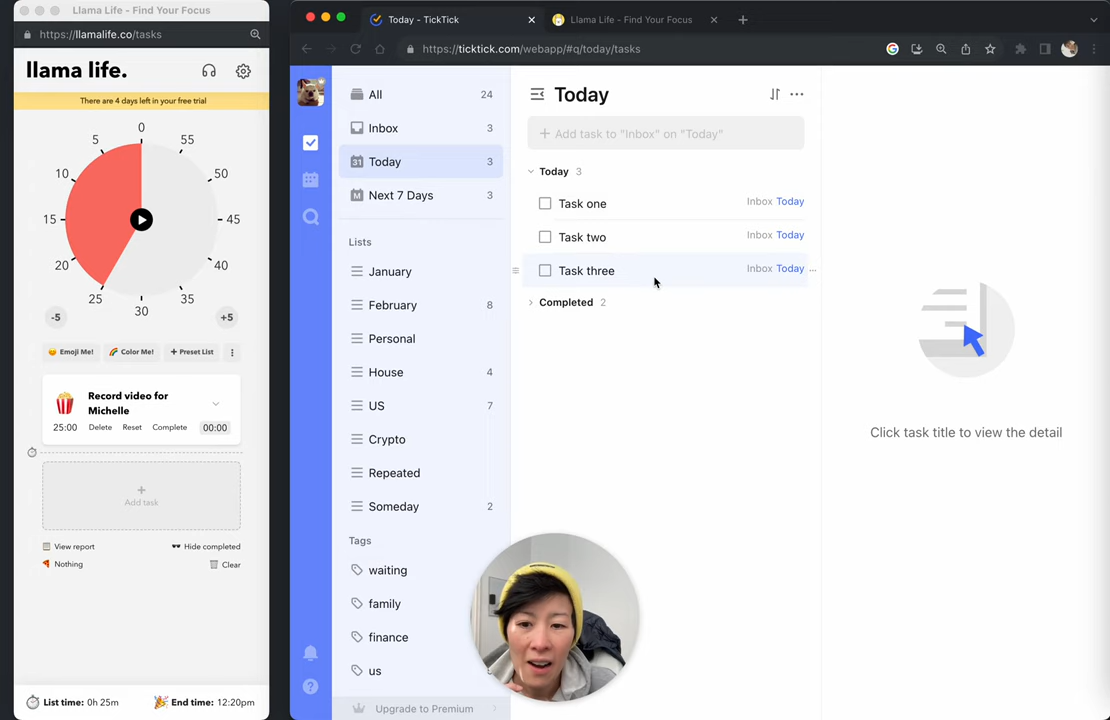 Llama Life - Find Your Focus
https://llamalife.co/tasks
llama life.
There are 4 days left in your free trial
0
5
55
10
50
15
45
20
40
25
35
30
-5
+5
Emoji Me!
Color Me!
+ Preset List
Record video for
Michelle
25:00
Delete
Reset
Complete
00:00
+
Add task
View report
Hide completed
Nothing
Clear
List time: 0h 25m
End time: 12:20pm
Today - TickTick
Llama Life - Find Your Focus
https://ticktick.com/webapp/#q/today/tasks
All 24
Inbox 3
31 Today 3
M Next 7 Days 3
Lists
January
February 8
Personal
House 4
US 7
Crypto
Repeated
Someday 2
Tags
waiting
family
finance
us
Upgrade to Premium
Today
+ Add task to "Inbox" on "Today"
Today 3
Task one Inbox Today
Task two Inbox Today
Task three Inbox Today
Completed 2
Click task title to view the detail